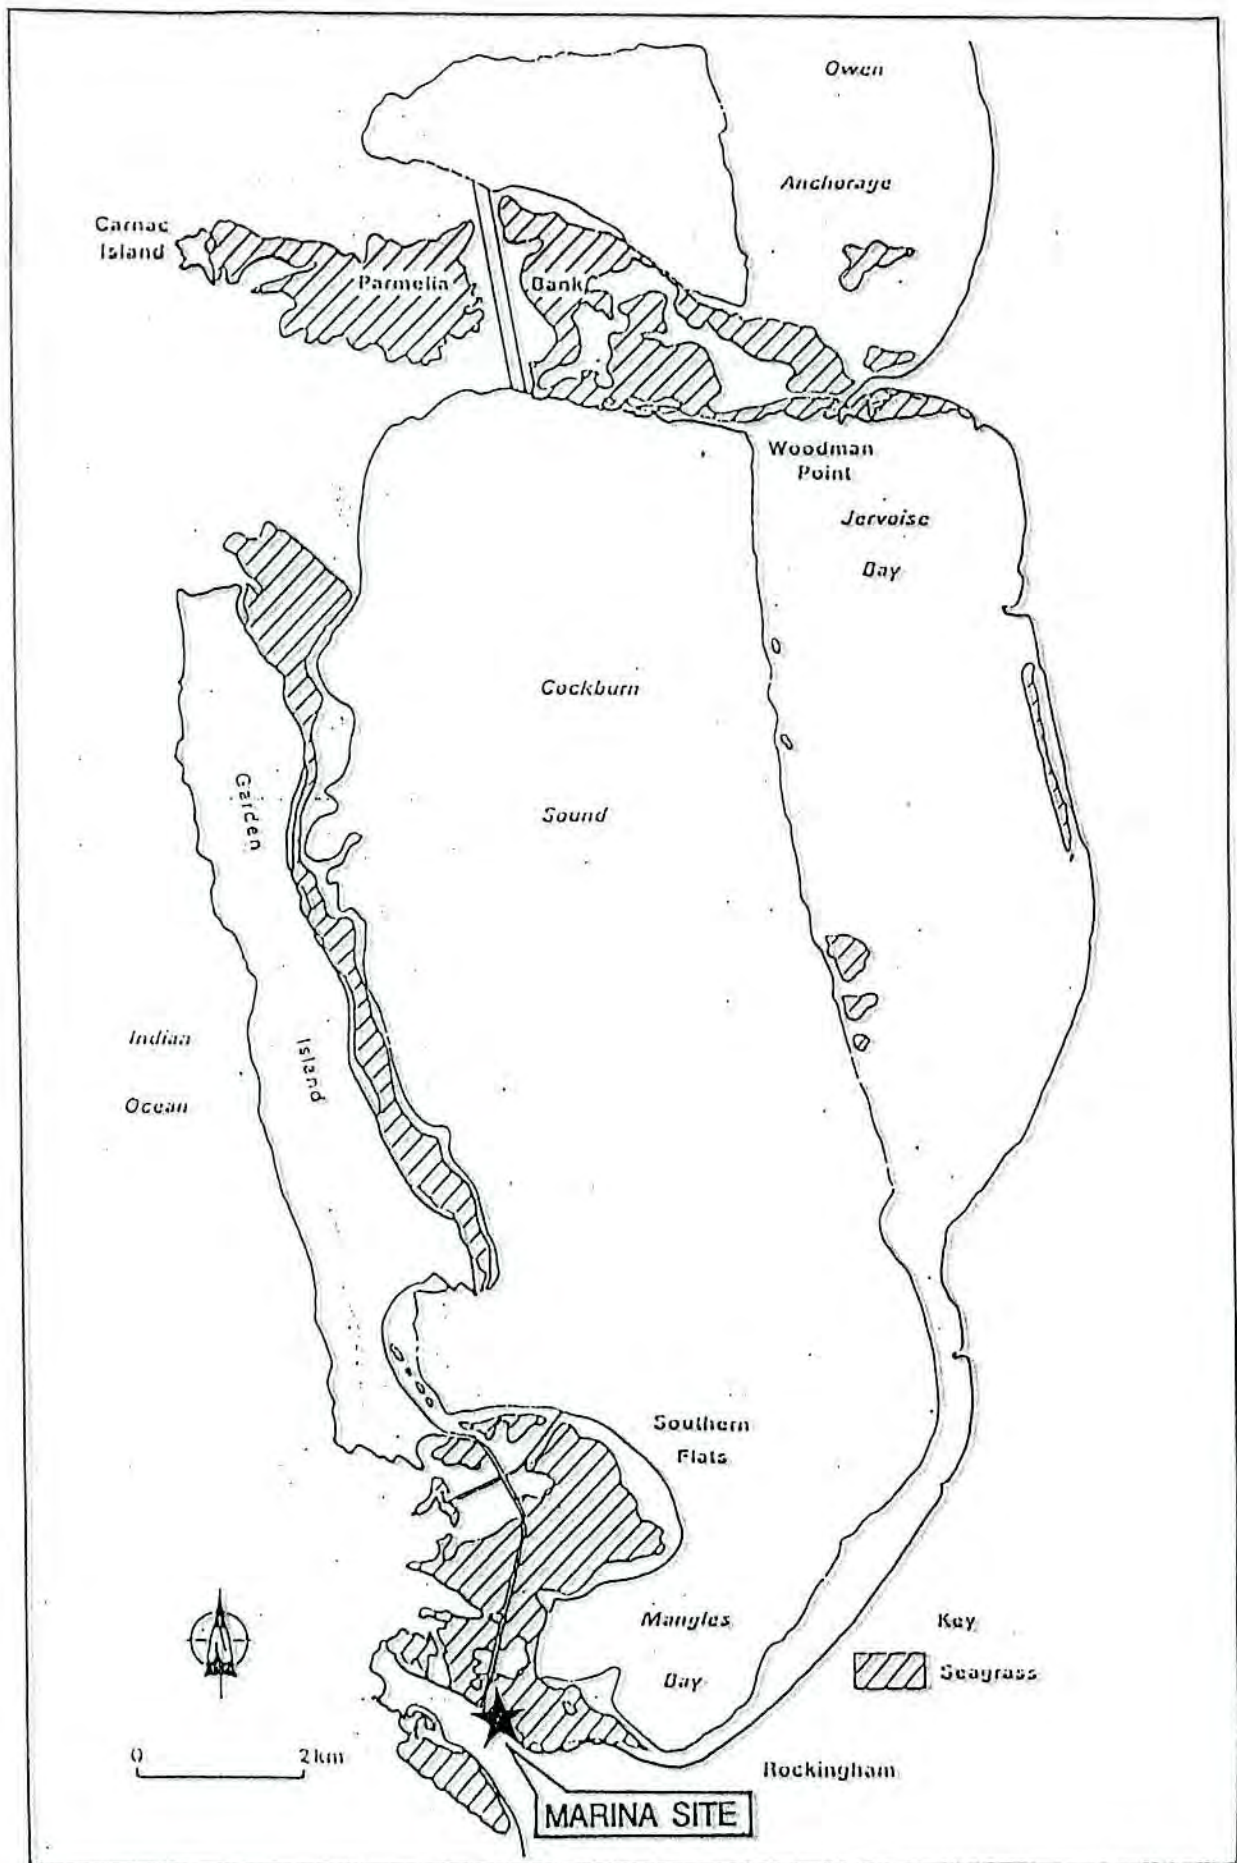 Owen
Anchorage
Carnac
Island
Parmelia Bank
Woodman
Point
Jervoise
Bay
Cockburn
Sound
Garden
Island
Indian
Ocean
Southern
Flats
Mangles
Bay
Key
Seagrass
0 2km
Rockingham
MARINA SITE